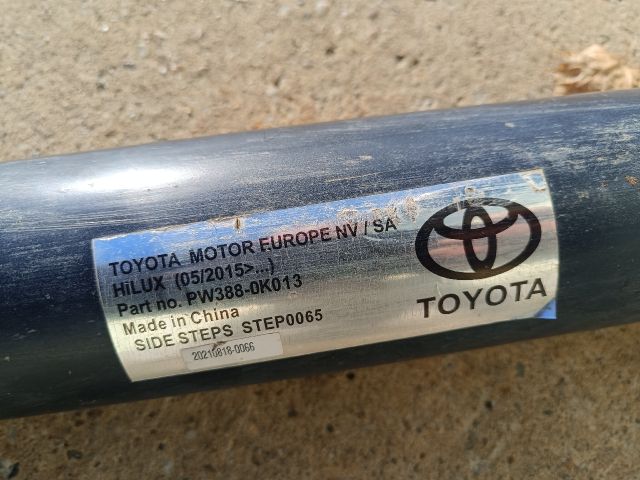 TOYOTA MOTOR EUROPE NV / SA
HiLUX (05/2015>...)
Part no. PW388-0K013
Made in China
SIDE STEPS STEP0065
20210818-0066
TOYOTA